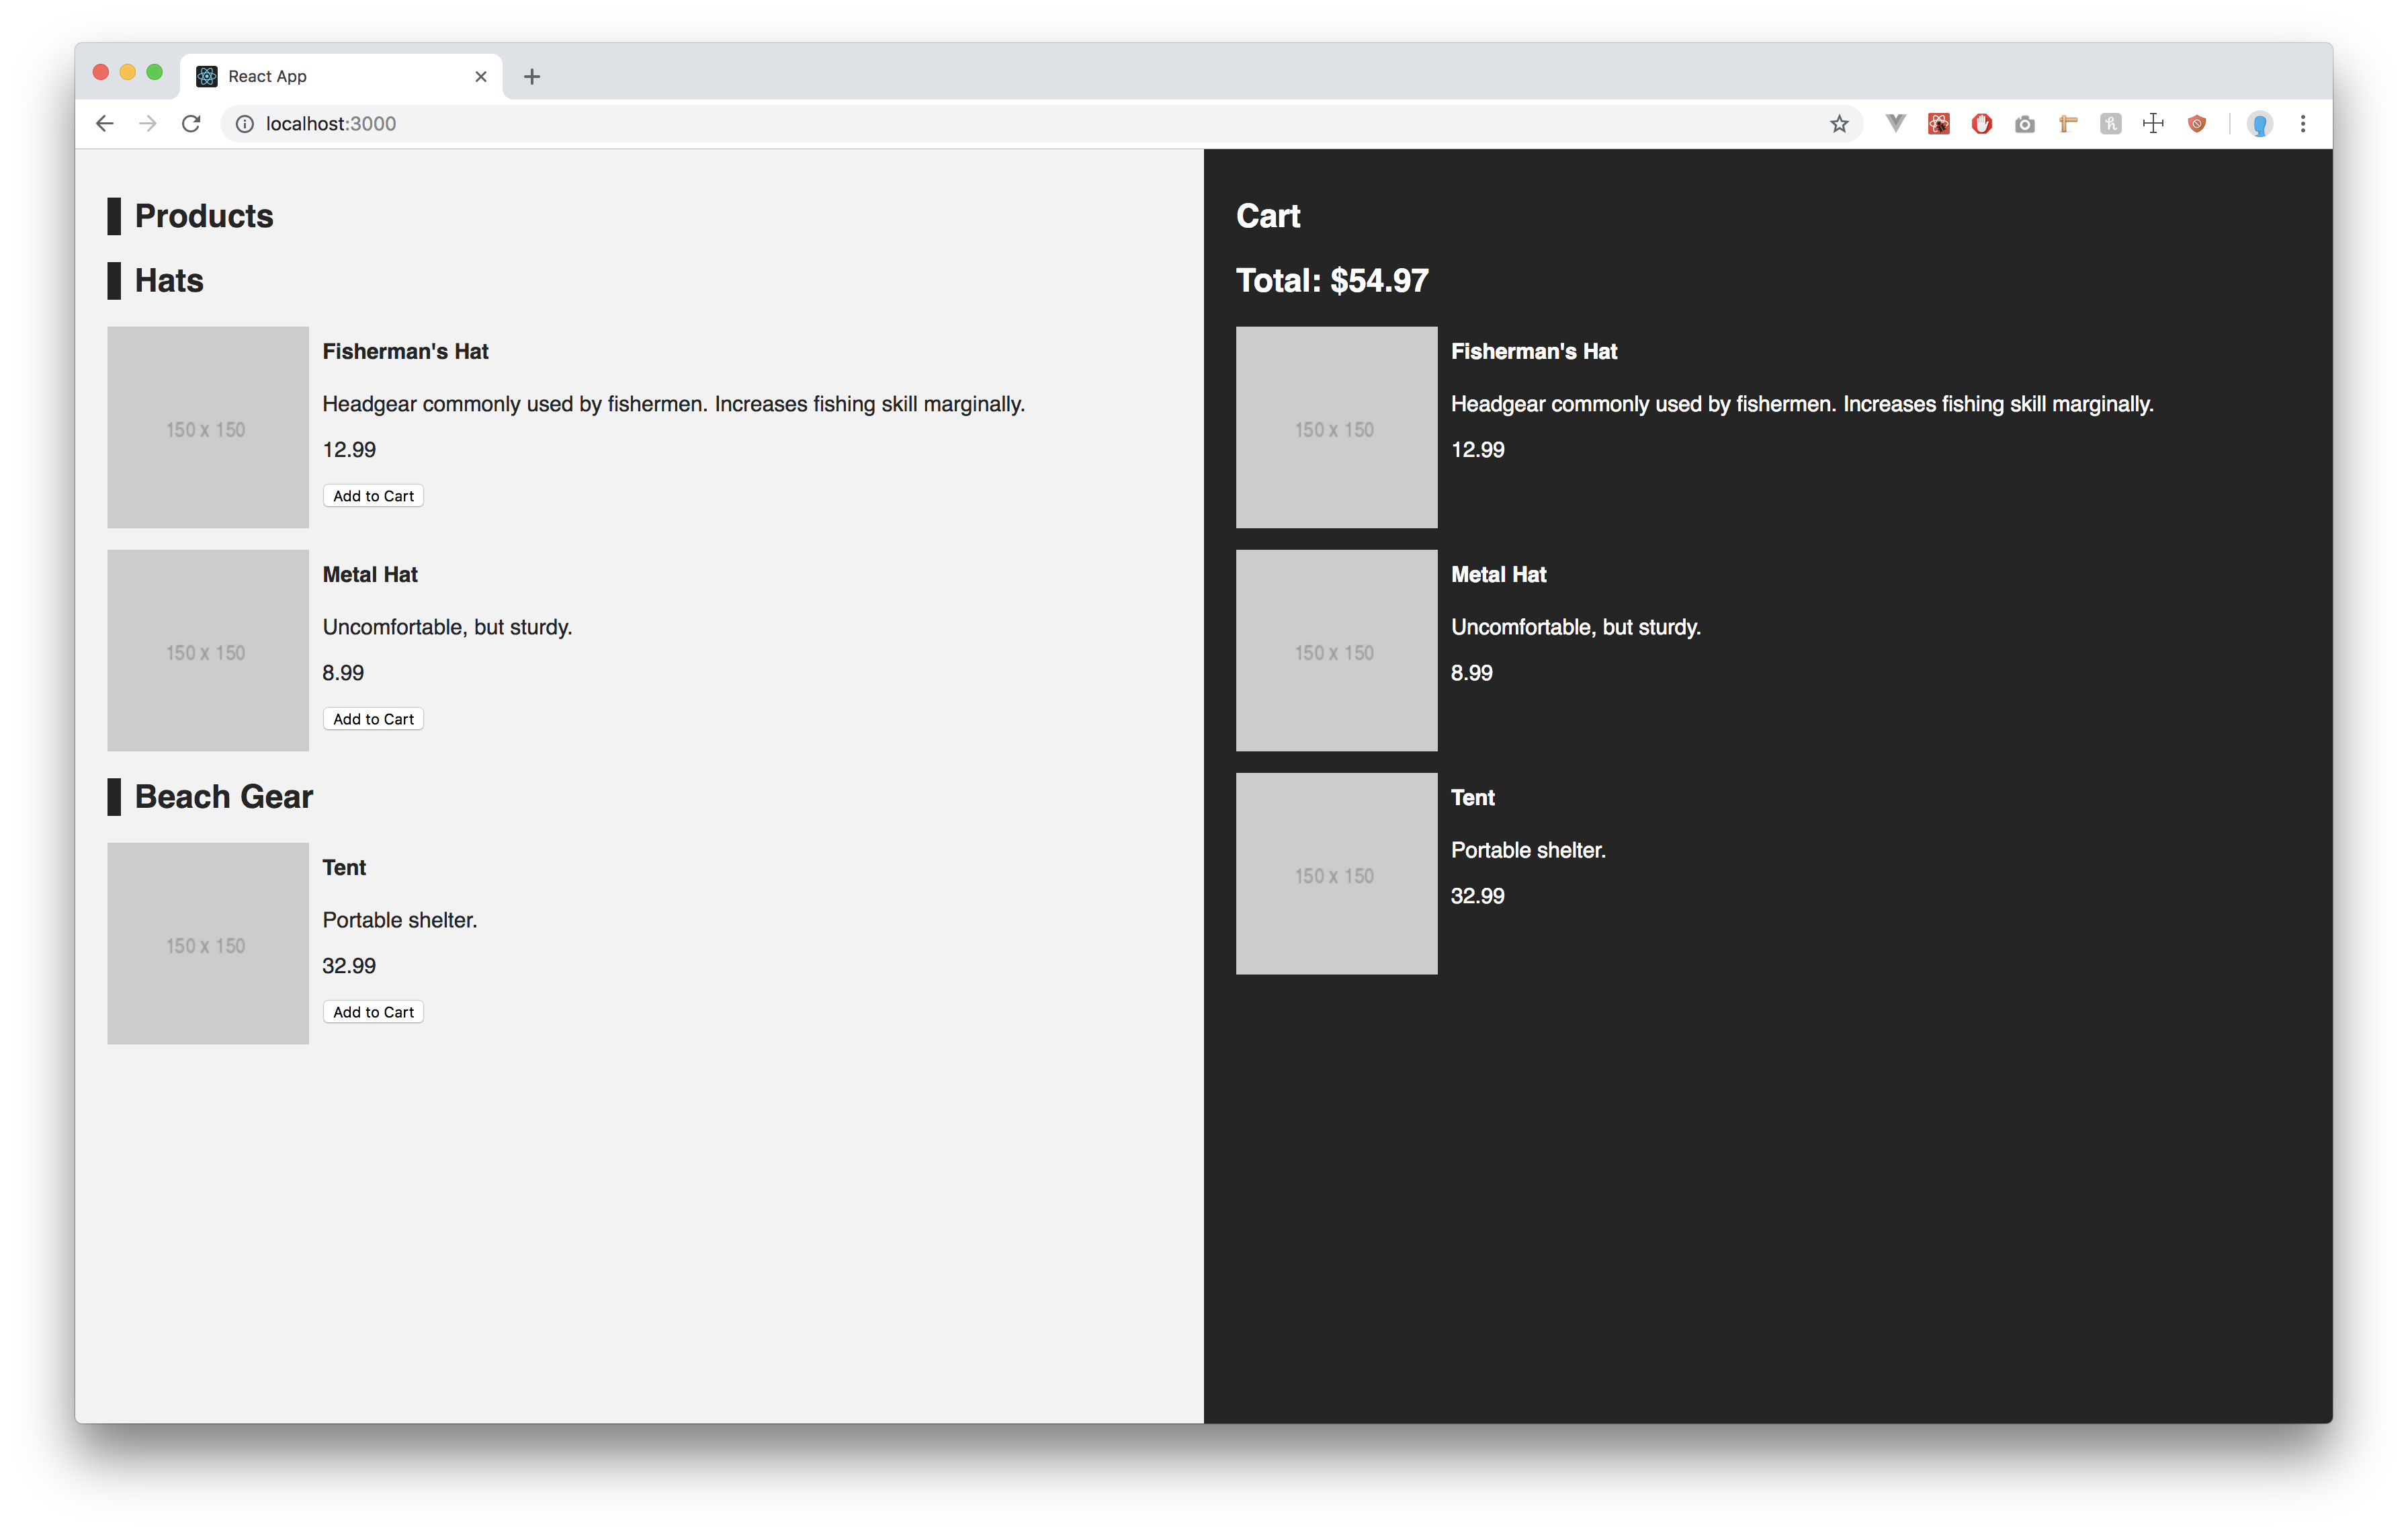 React App
localhost:3000
Products
Hats
150 x 150
Fisherman's Hat
Headgear commonly used by fishermen. Increases fishing skill marginally.
12.99
Add to Cart
150 x 150
Metal Hat
Uncomfortable, but sturdy.
8.99
Add to Cart
Beach Gear
150 x 150
Tent
Portable shelter.
32.99
Add to Cart
Cart
Total: $54.97
150 x 150
Fisherman's Hat
Headgear commonly used by fishermen. Increases fishing skill marginally.
12.99
150 x 150
Metal Hat
Uncomfortable, but sturdy.
8.99
150 x 150
Tent
Portable shelter.
32.99